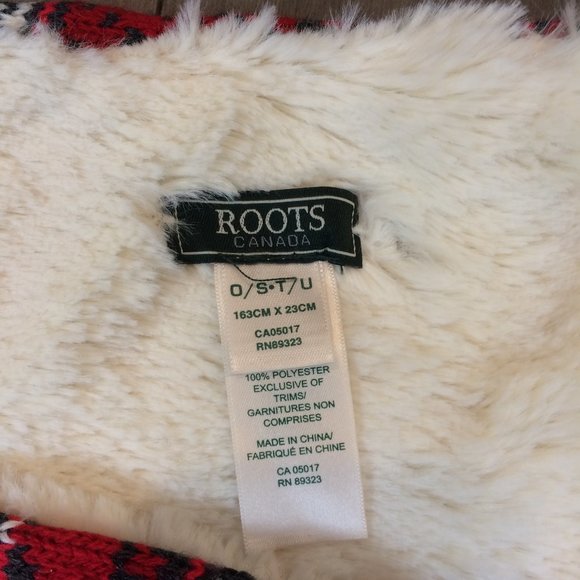 ROOTS
CANADA
O/S•T/U
163CM X 23CM
CA05017
RN89323
100% POLYESTER
EXCLUSIVE OF
TRIMS/
GARNITURES NON
COMPRISES
MADE IN CHINA/
FABRIQUÉ EN CHINE
CA 05017
RN 89323